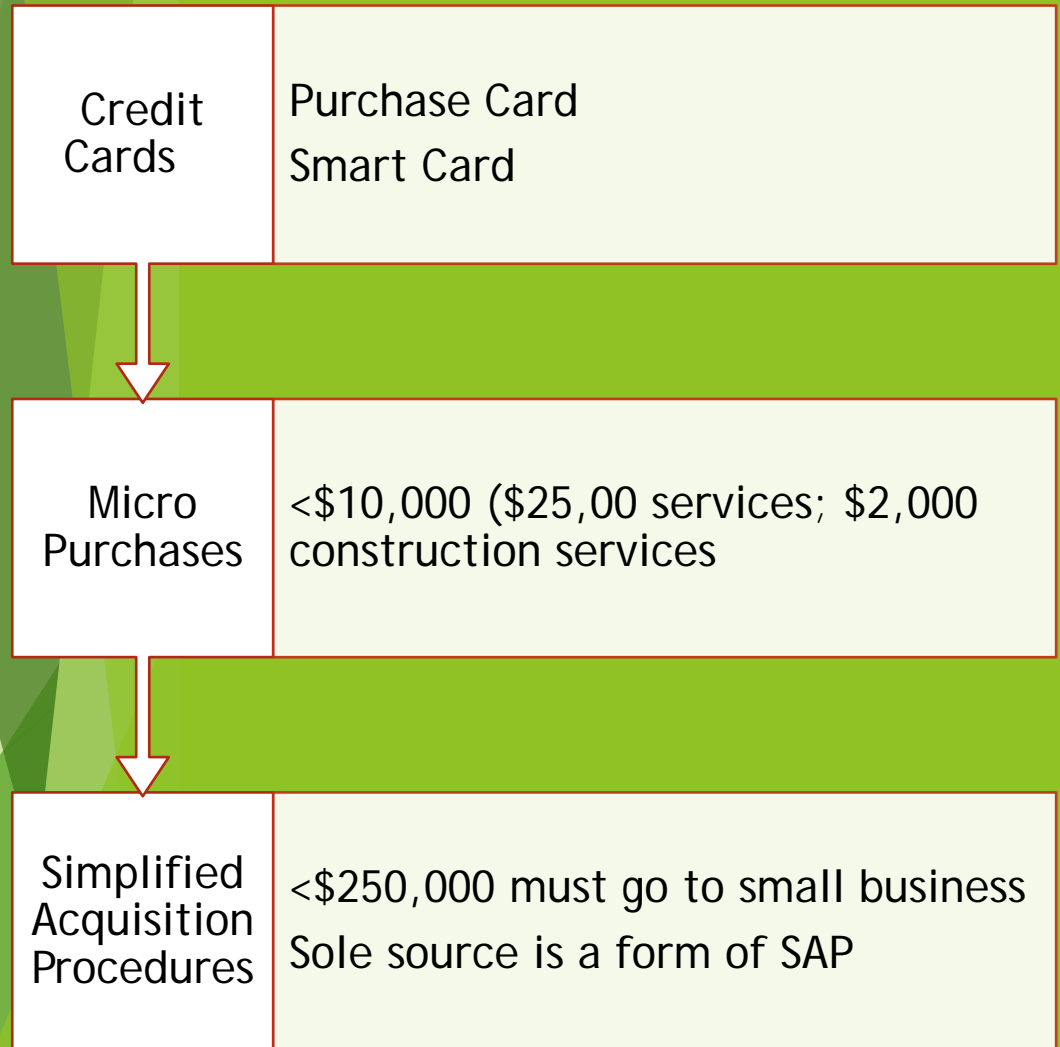 Credit
Cards
Purchase Card
Smart Card
Micro
Purchases
<$10,000 ($25,00 services; $2,000
construction services
Simplified
Acquisition
Procedures
<$250,000 must go to small business
Sole source is a form of SAP